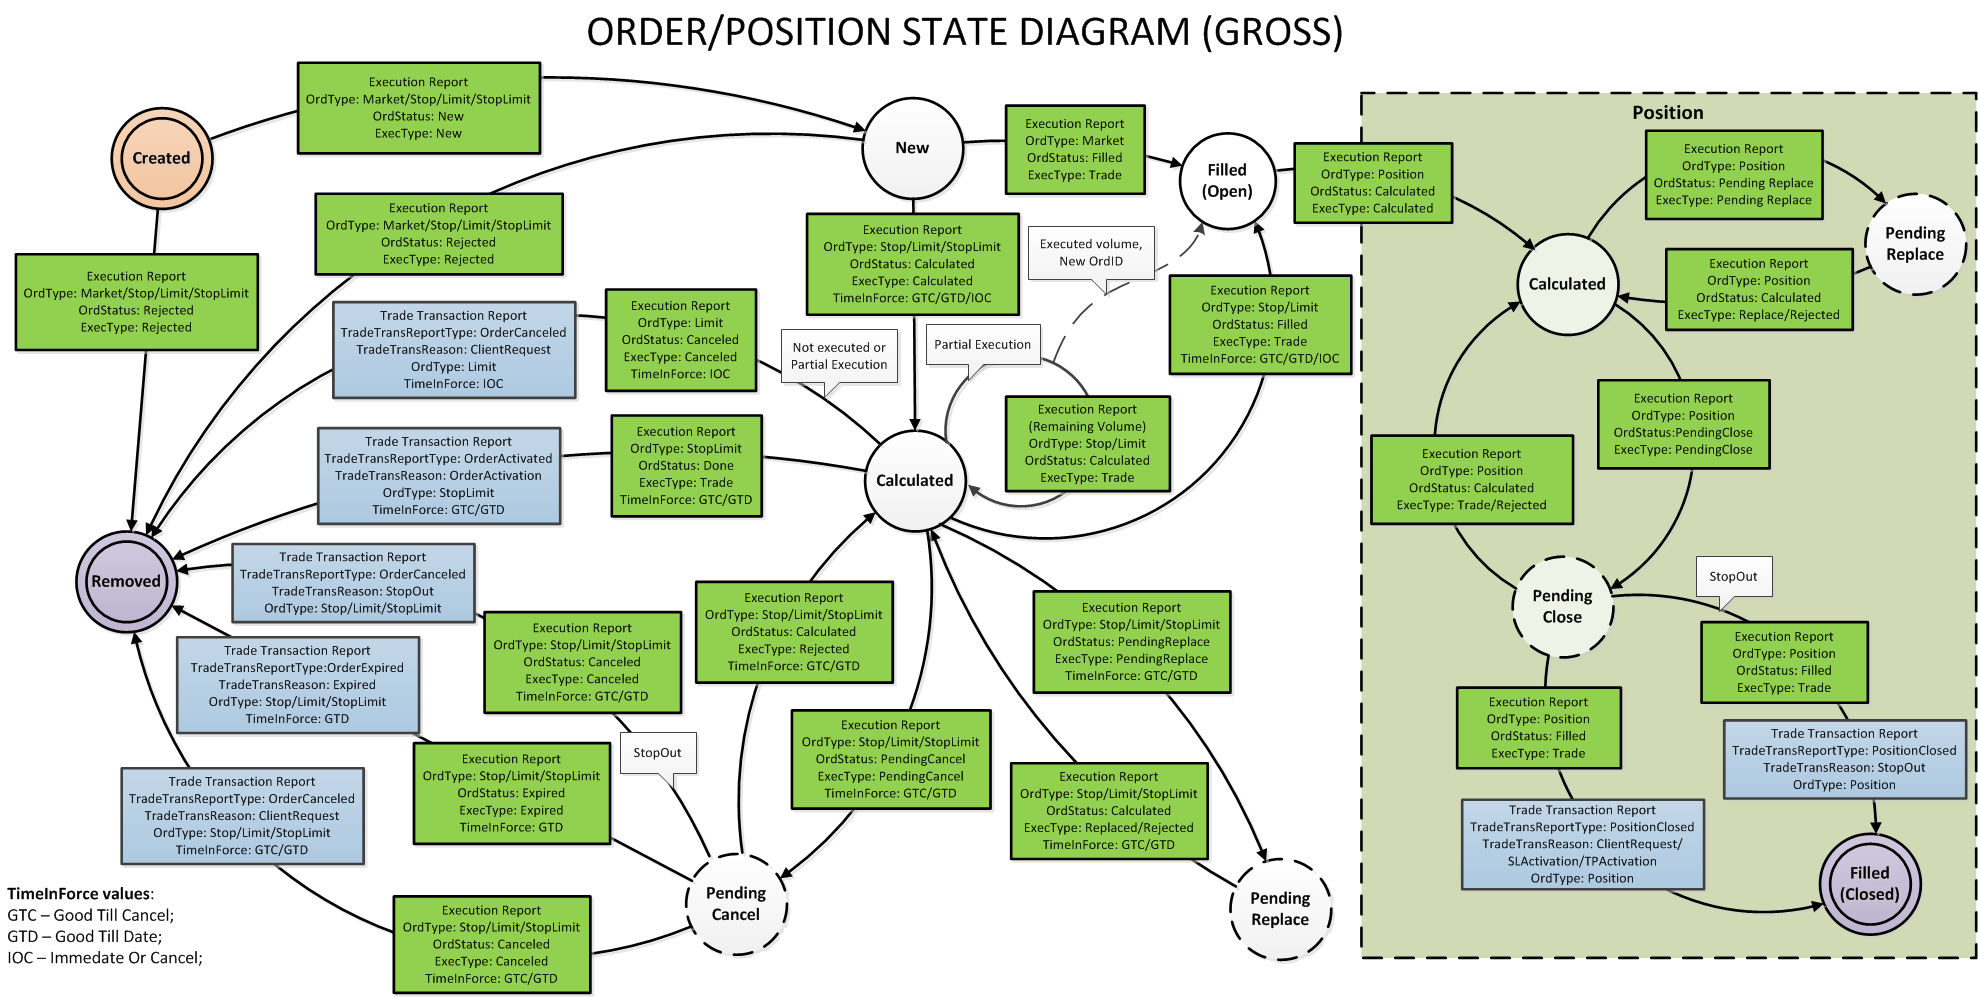 ORDER/POSITION STATE DIAGRAM (GROSS)
Created
Execution Report
OrdType: Market/Stop/Limit/StopLimit
OrdStatus: New
ExecType: New
New
Execution Report
OrdType: Market
OrdStatus: Filled
ExecType: Trade
Filled
(Open)
Execution Report
OrdType: Position
OrdStatus: Calculated
ExecType: Calculated
Position
Execution Report
OrdType: Position
OrdStatus: Pending Replace
ExecType: Pending Replace
Pending
Replace
Calculated
Execution Report
OrdType: Position
OrdStatus: Calculated
ExecType: Replace/Rejected
Execution Report
OrdType: Market/Stop/Limit/StopLimit
OrdStatus: Rejected
ExecType: Rejected
Execution Report
OrdType: Market/Stop/Limit/StopLimit
OrdStatus: Rejected
ExecType: Rejected
Execution Report
OrdType: Stop/Limit/StopLimit
OrdStatus: Calculated
ExecType: Calculated
TimeInForce: GTC/GTD/IOC
Executed volume,
New OrdID
Execution Report
OrdType: Stop/Limit
OrdStatus: Filled
ExecType: Trade
TimeInForce: GTC/GTD/IOC
Trade Transaction Report
TradeTransReportType: OrderCanceled
TradeTransReason: ClientRequest
OrdType: Limit
TimeInForce: IOC
Execution Report
OrdType: Limit
OrdStatus: Canceled
ExecType: Canceled
TimeInForce: IOC
Not executed or
Partial Execution
Partial Execution
Execution Report
(Remaining Volume)
OrdType: Stop/Limit
OrdStatus: Calculated
ExecType: Trade
Execution Report
OrdType: Position
OrdStatus:PendingClose
ExecType: PendingClose
Trade Transaction Report
TradeTransReportType: OrderActivated
TradeTransReason: OrderActivation
OrdType: StopLimit
TimeInForce: GTC/GTD
Execution Report
OrdType: StopLimit
OrdStatus: Done
ExecType: Trade
TimeInForce: GTC/GTD
Calculated
Execution Report
OrdType: Position
OrdStatus: Calculated
ExecType: Trade/Rejected
Removed
Trade Transaction Report
TradeTransReportType: OrderCanceled
TradeTransReason: StopOut
OrdType: Stop/Limit/StopLimit
Execution Report
OrdType: Stop/Limit/StopLimit
OrdStatus: Canceled
ExecType: Canceled
TimeInForce: GTC/GTD
Execution Report
OrdType: Stop/Limit/StopLimit
OrdStatus: Calculated
ExecType: Rejected
TimeInForce: GTC/GTD
Execution Report
OrdType: Stop/Limit/StopLimit
OrdStatus: PendingReplace
ExecType: PendingReplace
TimeInForce: GTC/GTD
Pending
Close
StopOut
Execution Report
OrdType: Position
OrdStatus: Filled
ExecType: Trade
Trade Transaction Report
TradeTransReportType:OrderExpired
TradeTransReason: Expired
OrdType: Stop/Limit/StopLimit
TimeInForce: GTD
Execution Report
OrdType: Stop/Limit/StopLimit
OrdStatus: Expired
ExecType: Expired
TimeInForce: GTD
StopOut
Execution Report
OrdType: Stop/Limit/StopLimit
OrdStatus: PendingCancel
ExecType: PendingCancel
TimeInForce: GTC/GTD
Execution Report
OrdType: Stop/Limit/StopLimit
OrdStatus: Calculated
ExecType: Replaced/Rejected
TimeInForce: GTC/GTD
Execution Report
OrdType: Position
OrdStatus: Filled
ExecType: Trade
Trade Transaction Report
TradeTransReportType: PositionClosed
TradeTransReason: StopOut
OrdType: Position
Trade Transaction Report
TradeTransReportType: OrderCanceled
TradeTransReason: ClientRequest
OrdType: Stop/Limit/StopLimit
TimeInForce: GTC/GTD
Trade Transaction Report
TradeTransReportType: PositionClosed
TradeTransReason: ClientRequest/
SLActivation/TPActivation
OrdType: Position
Filled
(Closed)
Pending
Cancel
Pending
Replace
Execution Report
OrdType: Stop/Limit/StopLimit
OrdStatus: Canceled
ExecType: Canceled
TimeInForce: GTC/GTD
TimeInForce values:
GTC – Good Till Cancel;
GTD – Good Till Date;
IOC – Immedate Or Cancel;